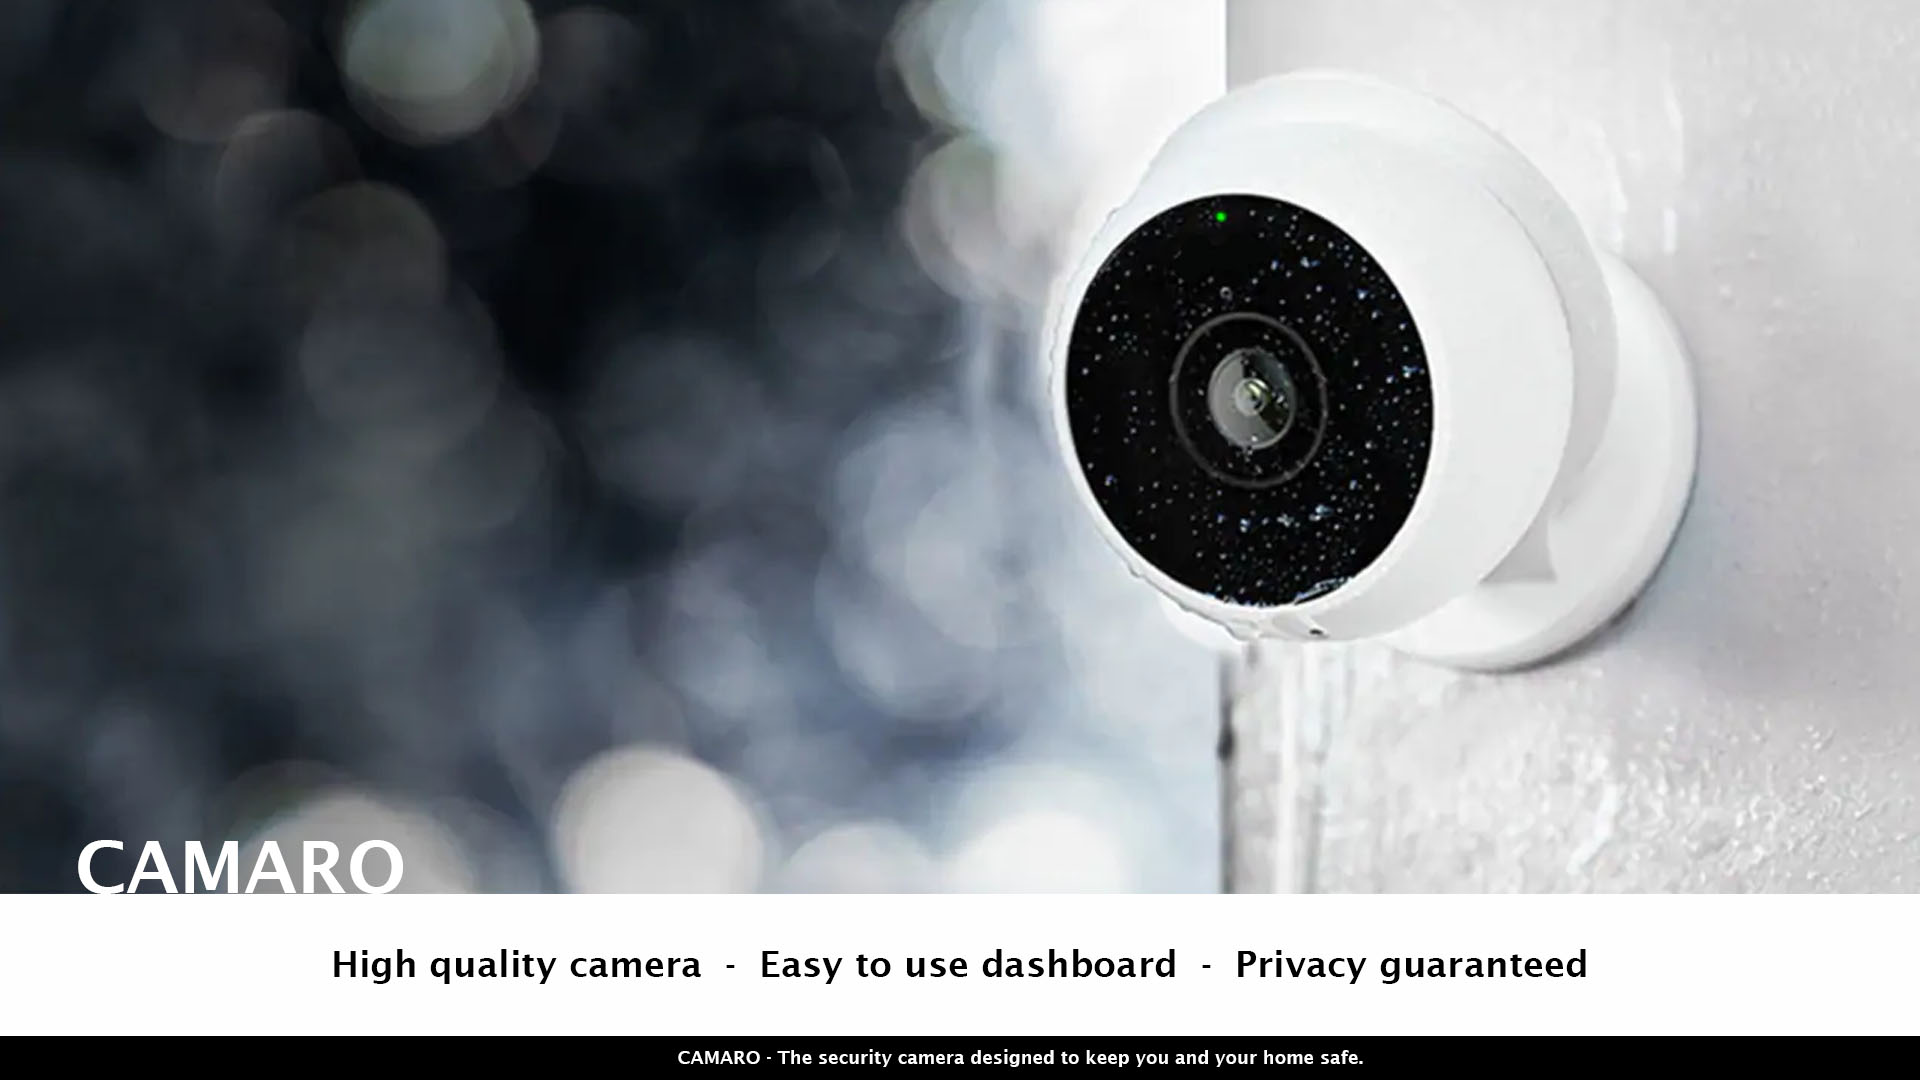 CAMARO
High quality camera - Easy to use dashboard - Privacy guaranteed
CAMARO - The security camera designed to keep you and your home safe.